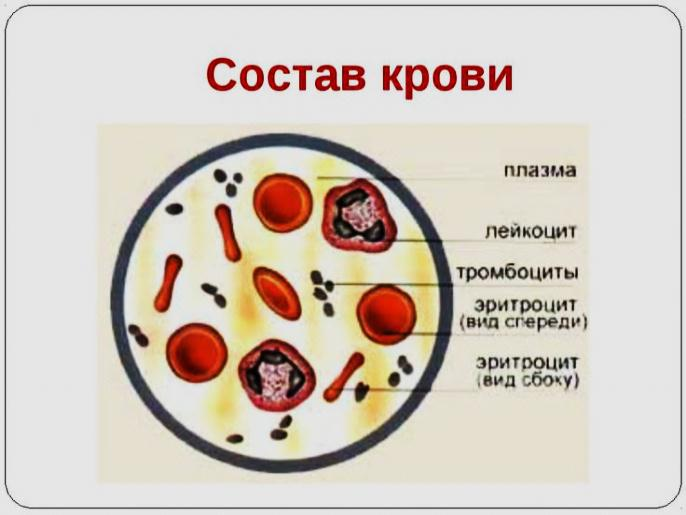 Состав крови
плазма
лейкоцит
тромбоциты
эритроцит
(вид спереди)
эритроцит
(вид сбоку)